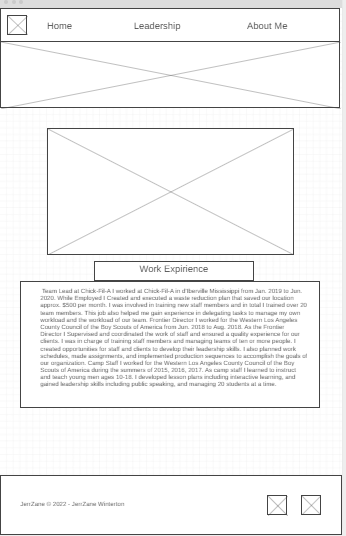 Home
Leadership
About Me
Work Expirience
Team Lead at Chick-Fil-A I worked at Chick-Fil-A in d'Iberville Mississippi from Jan. 2019 to Jun.
2020. While Employed I Created and executed a waste reduction plan that saved our location
approx. $500 per month. I was involved in training new staff members and in total I trained over 20
team members. This job also helped me gain experience in delegating tasks to manage my own
workload and the workload of our team. Frontier Director I worked for the Western Los Angeles
County Council of the Boy Scouts of America from Jun. 2018 to Aug. 2018. As the Frontier
Director I Supervised and coordinated the work of staff and ensured a quality experience for our
clients. I was in charge of training staff members and managing teams of ten or more people. I
created opportunities for staff and clients to develop their leadership skills. I also planned work
schedules, made assignments, and implemented production sequences to accomplish the goals of
our organization. Camp Staff I worked for the Western Los Angeles County Council of the Boy
Scouts of America during the summers of 2015, 2016, 2017. As camp staff I learned to instruct
and teach young men ages 10-18. I developed lesson plans including interactive learning, and
gained leadership skills including public speaking, and managing 20 students at a time.
JenZane © 2022 - JenZane Winterton